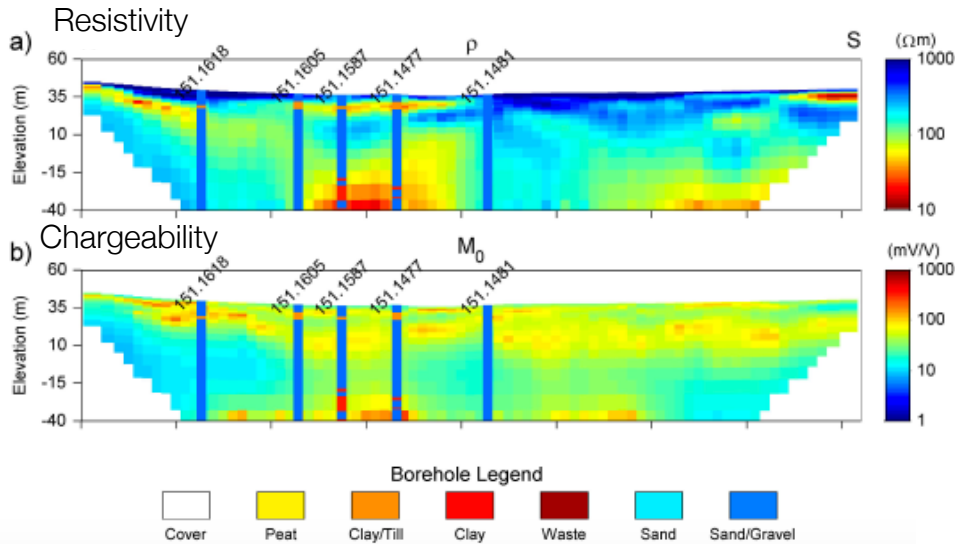 Resistivity
a) ρ S (Ωm)
151.1618 151.1605 151.1587 151.1477 151.1481
60
35
10
-15
-40
Elevation (m)
1000
100
10
Chargeability
b) M0 (mV/V)
151.1618 151.1605 151.1587 151.1477 151.1481
60
35
10
-15
-40
Elevation (m)
1000
100
10
1
Borehole Legend
Cover Peat Clay/Till Clay Waste Sand Sand/Gravel